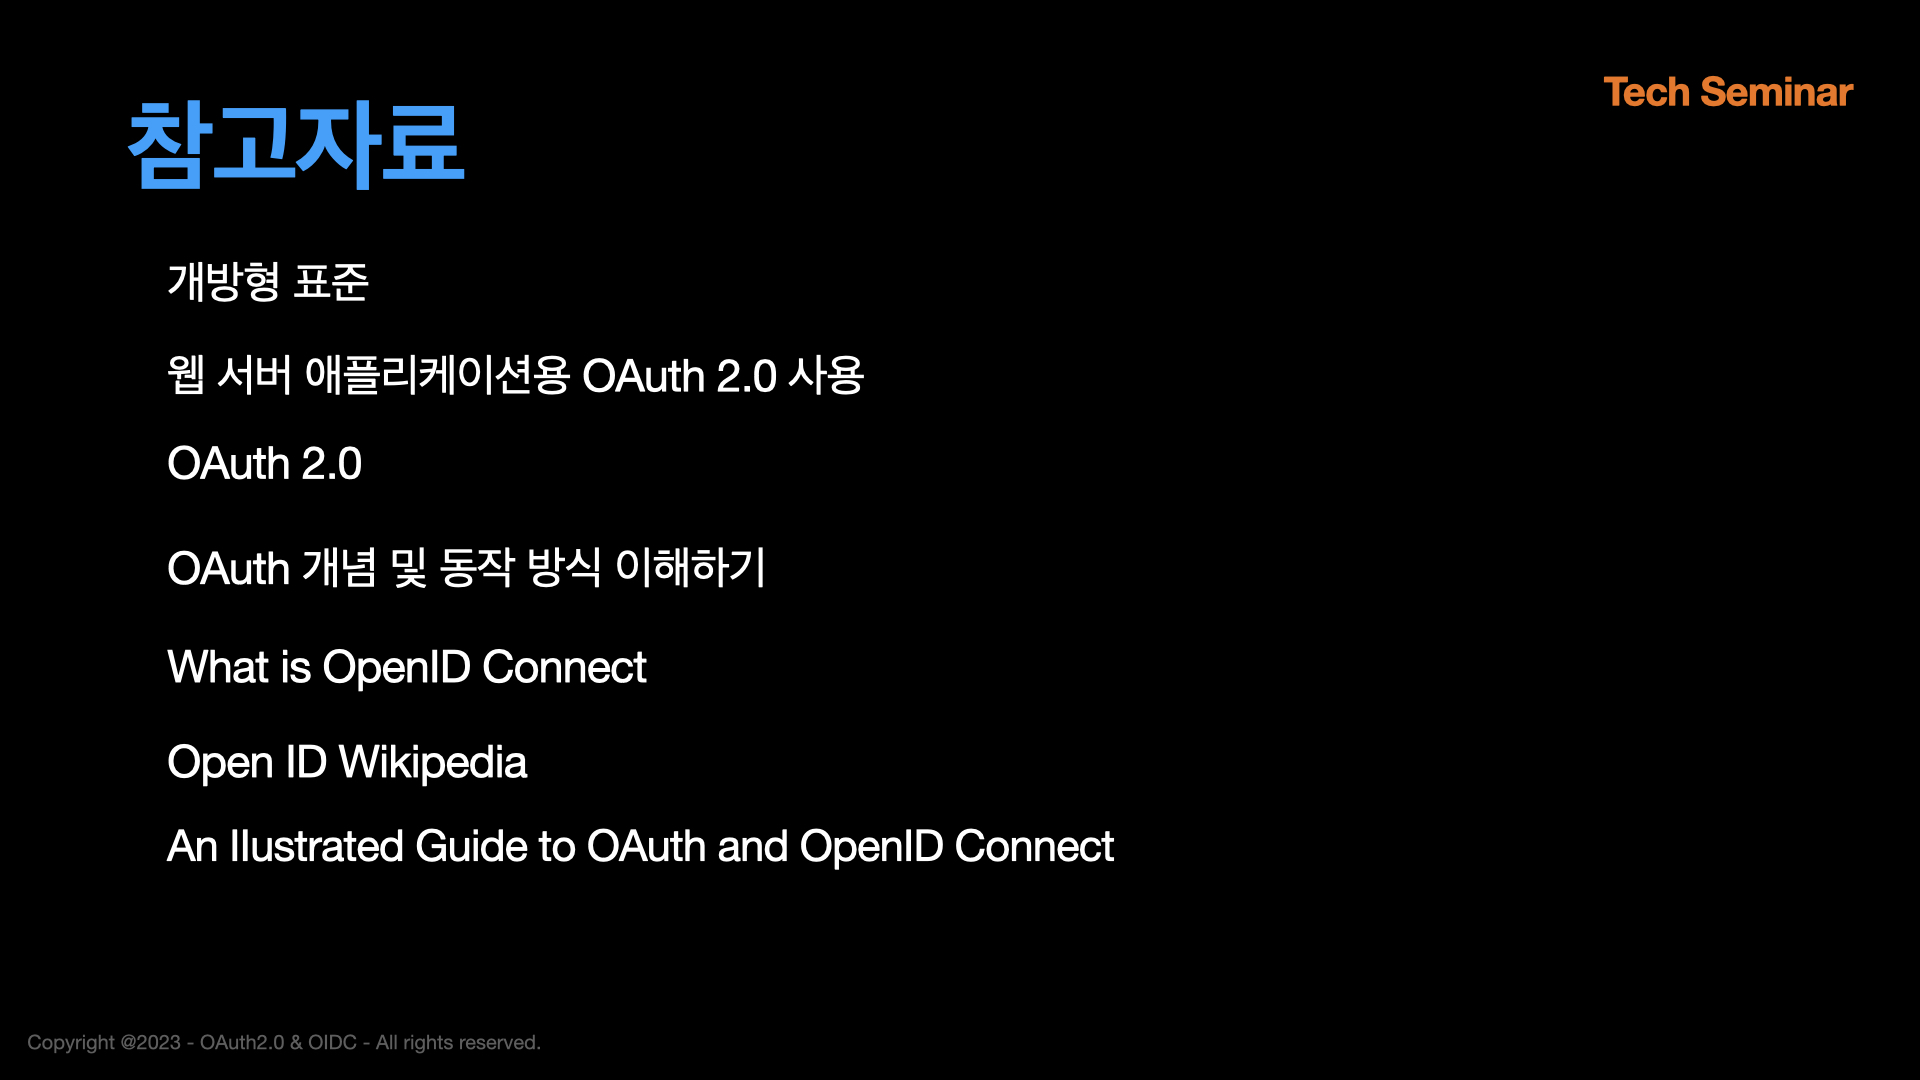 참고자료
Tech Seminar
개방형 표준
웹 서버 애플리케이션용 OAuth 2.0 사용
OAuth 2.0
OAuth 개념 및 동작 방식 이해하기
What is OpenID Connect
Open ID Wikipedia
An Ilustrated Guide to OAuth and OpenID Connect
Copyright @2023 - OAuth2.0 & OIDC - All rights reserved.